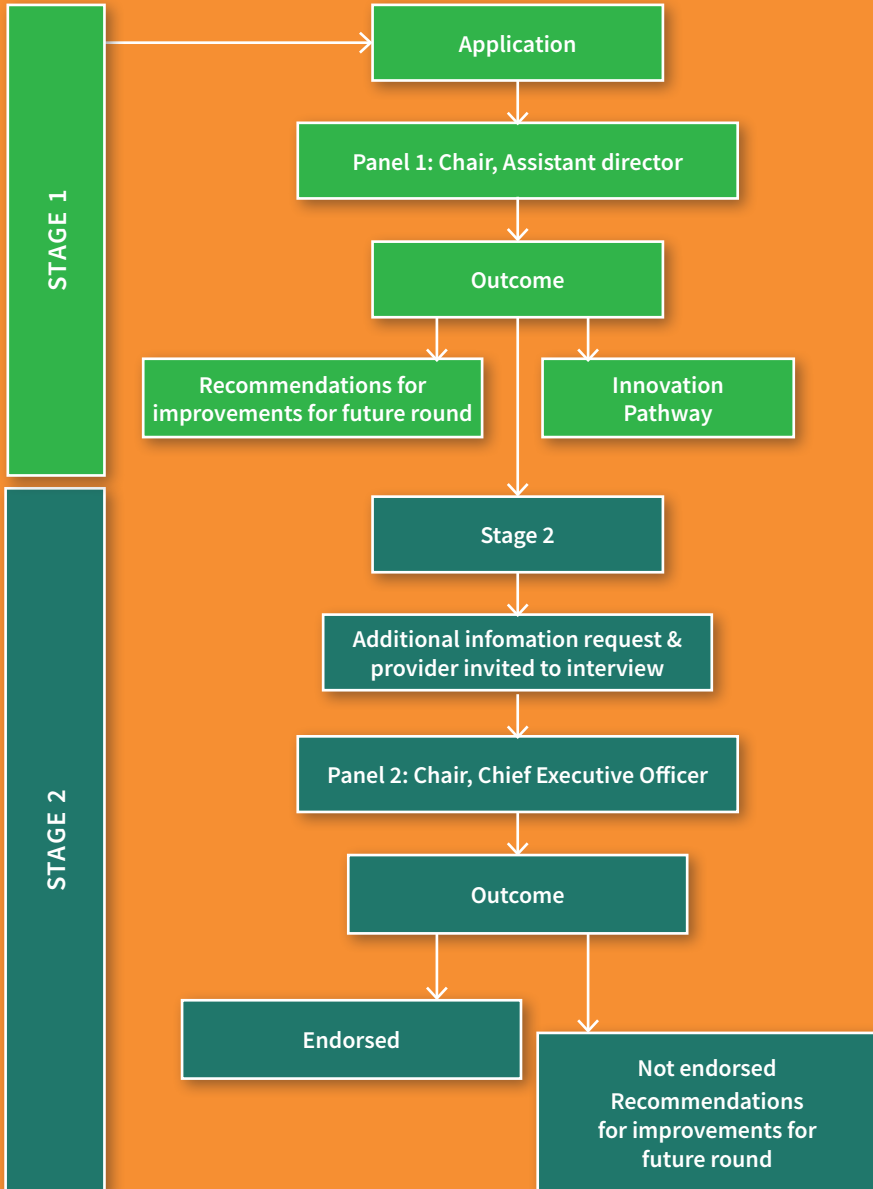 STAGE 1
Application
Panel 1: Chair, Assistant director
Outcome
Recommendations for
improvements for future round
Innovation
Pathway
STAGE 2
Stage 2
Additional infomation request &
provider invited to interview
Panel 2: Chair, Chief Executive Officer
Outcome
Endorsed
Not endorsed
Recommendations
for improvements for
future round